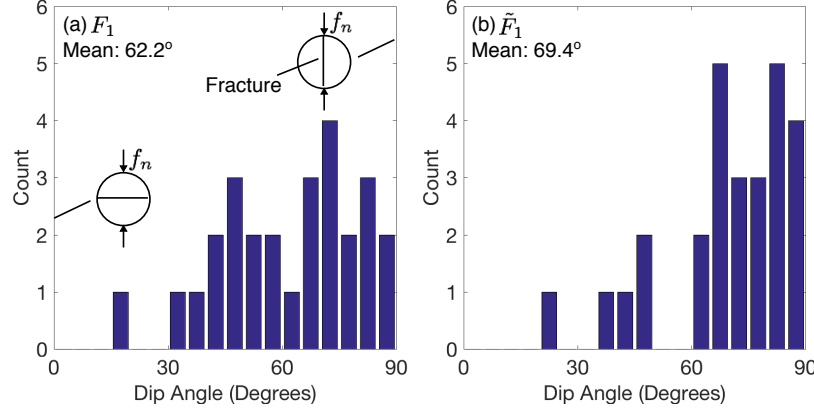 (a) F₁
Mean: 62.2°
fₙ
Fracture
fₙ
Count
6
5
4
3
2
1
0
0 30 60 90
Dip Angle (Degrees)
(b) F̃₁
Mean: 69.4°
Count
6
5
4
3
2
1
0
0 30 60 90
Dip Angle (Degrees)